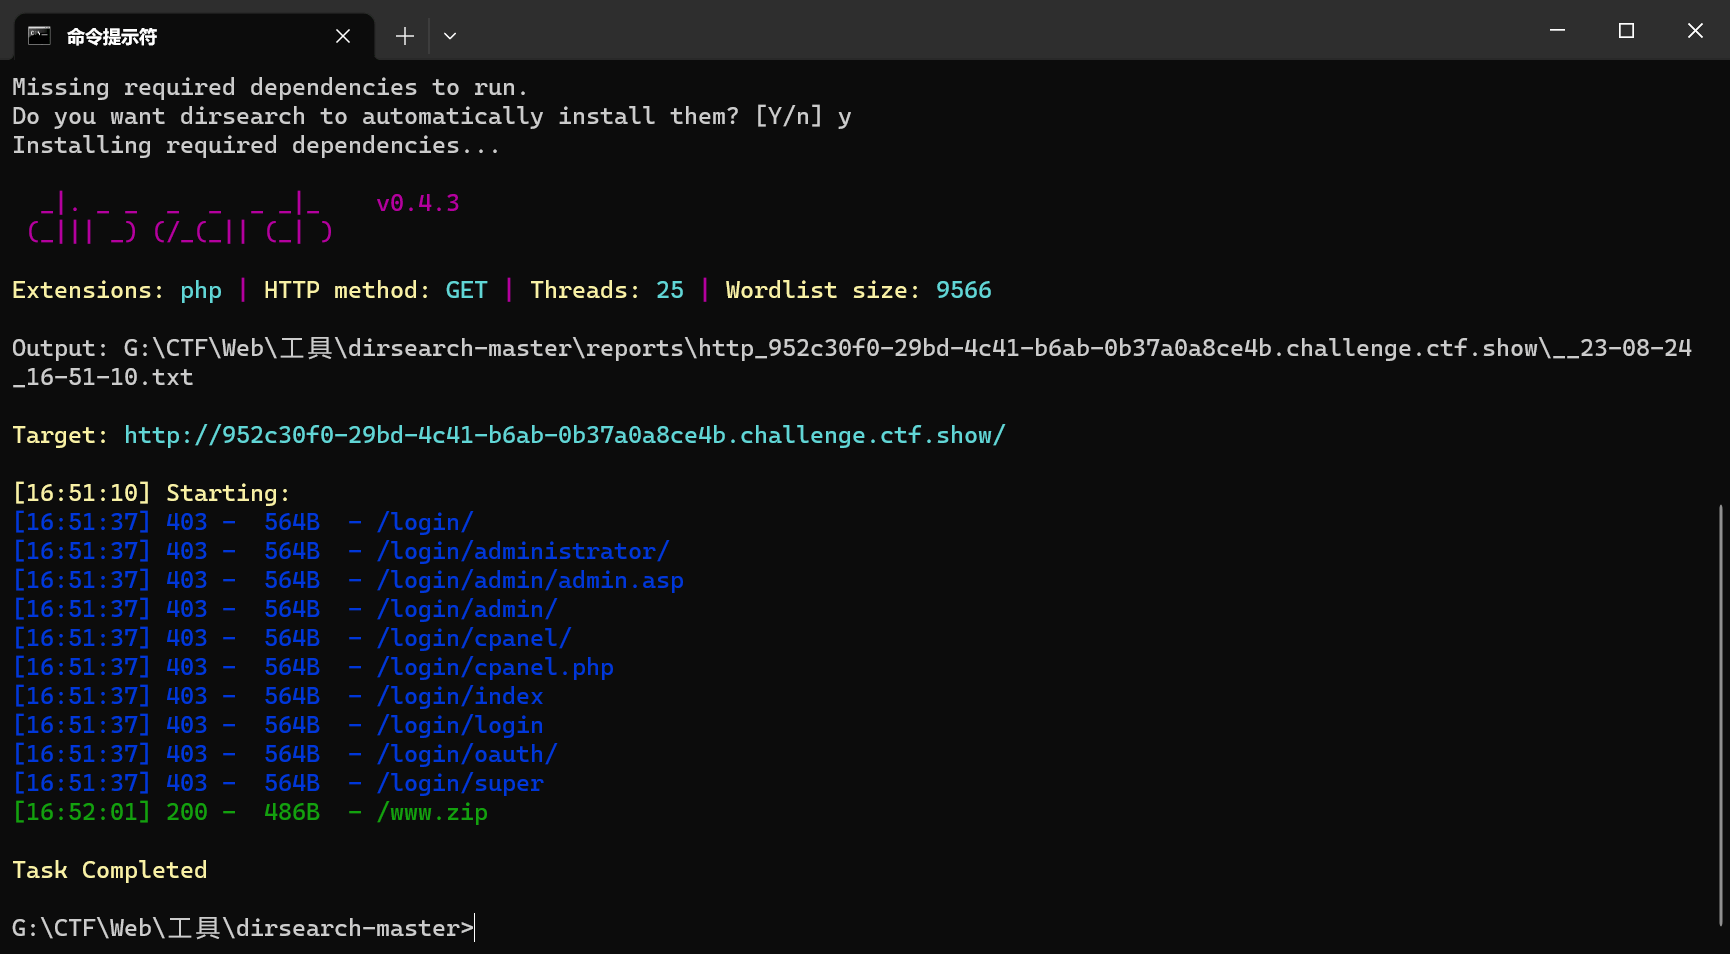 命令提示符
Missing required dependencies to run.
Do you want dirsearch to automatically install them? [Y/n] y
Installing required dependencies...
  _|. _ _  _  _  _ _|_    v0.4.3
 (_||| _) (/_(_|| (_| )
Extensions: php | HTTP method: GET | Threads: 25 | Wordlist size: 9566
Output: G:\CTF\Web\工具\dirsearch-master\reports\http_952c30f0-29bd-4c41-b6ab-0b37a0a8ce4b.challenge.ctf.show\__23-08-24
_16-51-10.txt
Target: http://952c30f0-29bd-4c41-b6ab-0b37a0a8ce4b.challenge.ctf.show/
[16:51:10] Starting:
[16:51:37] 403 -  564B  - /login/
[16:51:37] 403 -  564B  - /login/administrator/
[16:51:37] 403 -  564B  - /login/admin/admin.asp
[16:51:37] 403 -  564B  - /login/admin/
[16:51:37] 403 -  564B  - /login/cpanel/
[16:51:37] 403 -  564B  - /login/cpanel.php
[16:51:37] 403 -  564B  - /login/index
[16:51:37] 403 -  564B  - /login/login
[16:51:37] 403 -  564B  - /login/oauth/
[16:51:37] 403 -  564B  - /login/super
[16:52:01] 200 -  486B  - /www.zip
Task Completed
G:\CTF\Web\工具\dirsearch-master>